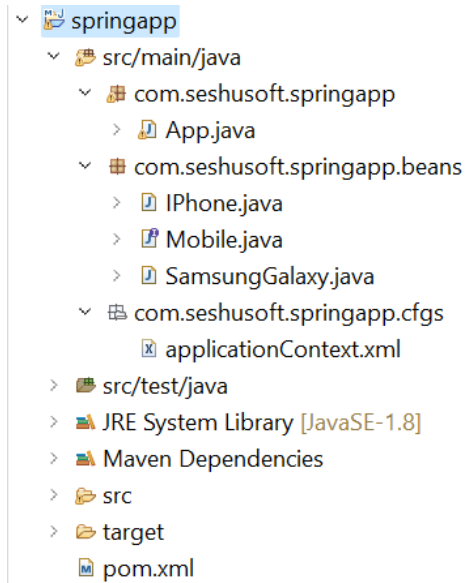 springapp
src/main/java
com.seshusoft.springapp
App.java
com.seshusoft.springapp.beans
IPhone.java
Mobile.java
SamsungGalaxy.java
com.seshusoft.springapp.cfgs
applicationContext.xml
src/test/java
JRE System Library [JavaSE-1.8]
Maven Dependencies
src
target
pom.xml